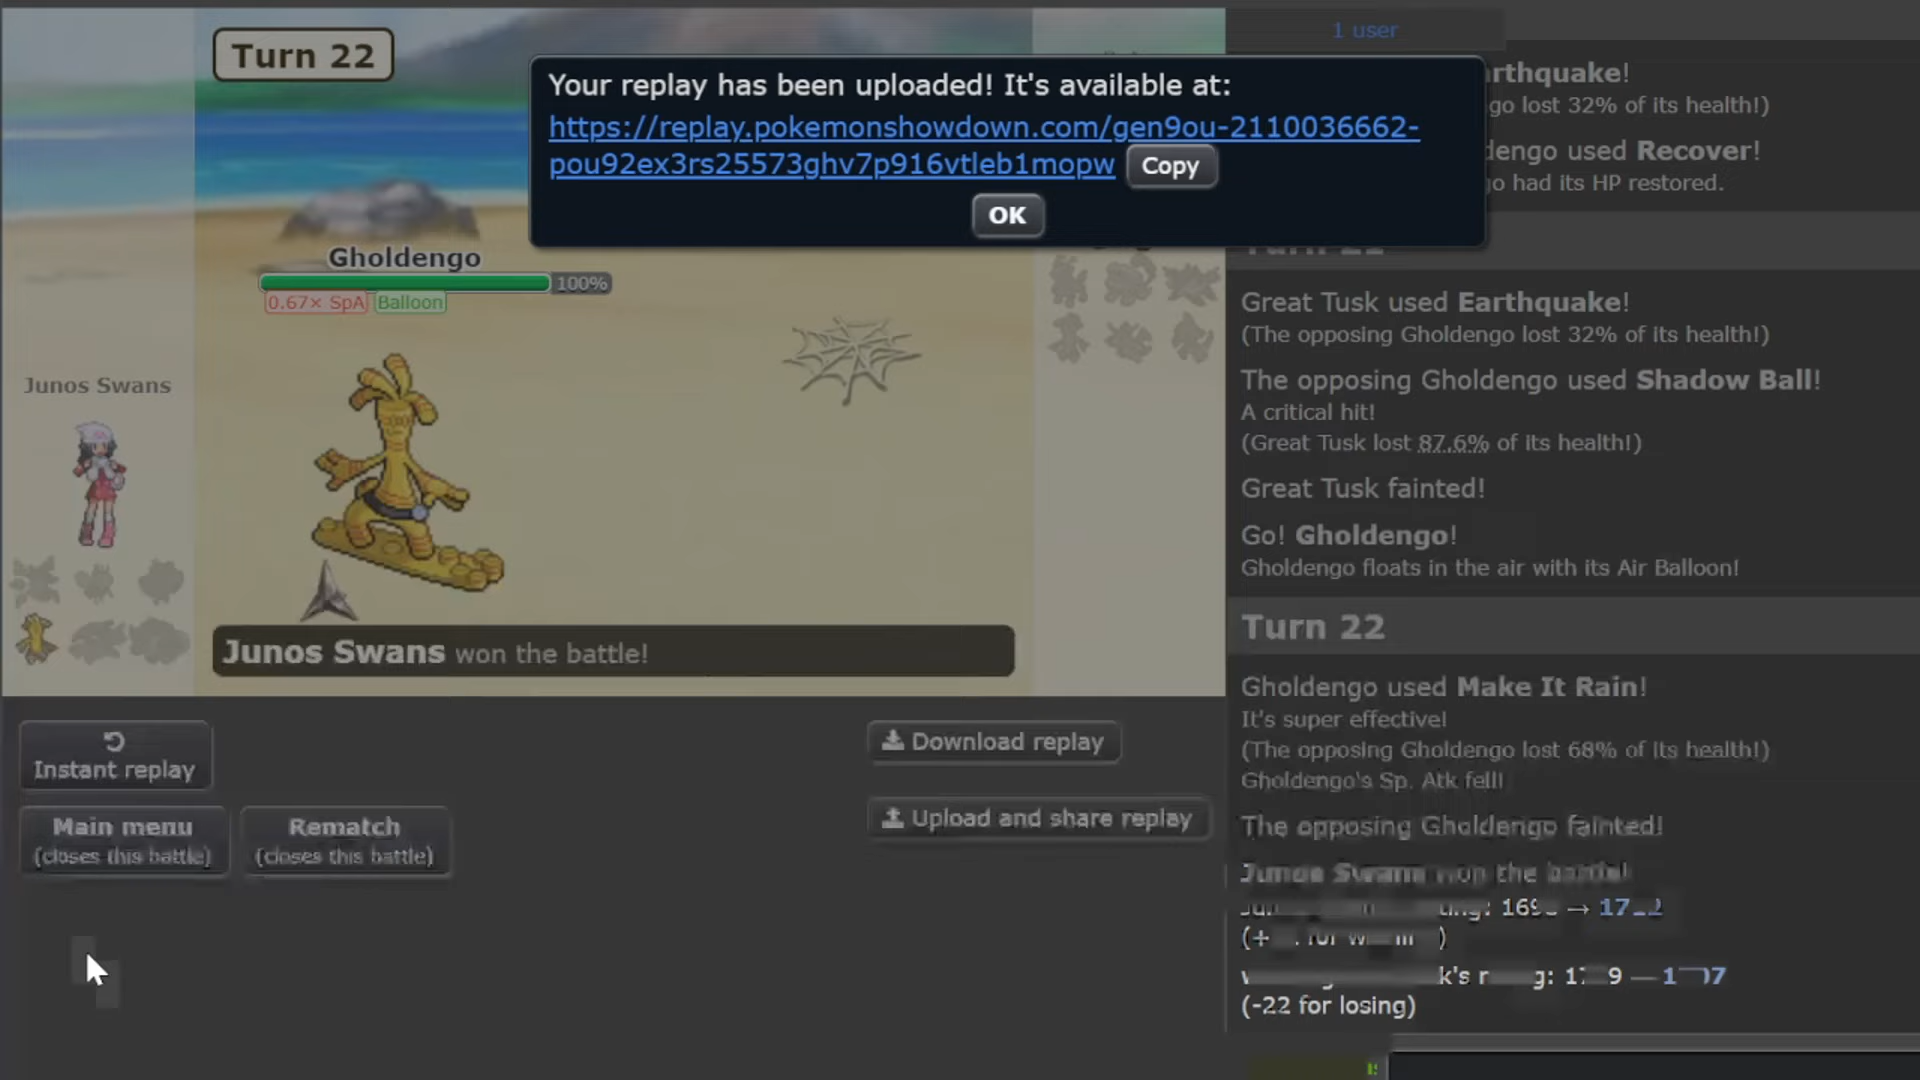 1 user
Turn 22
Your replay has been uploaded! It's available at:
https://replay.pokemonshowdown.com/gen9ou-2110036662-
pou92ex3rs25573ghv7p916vtleb1mopw Copy
OK
Gholdengo
100%
0.67× SpA Balloon
Junos Swans
Junos Swans won the battle!
Instant replay
Download replay
Main menu
(closes this battle)
Rematch
(closes this battle)
Upload and share replay
rthquake!
go lost 32% of its health!)
dengo used Recover!
go had its HP restored.
Great Tusk used Earthquake!
(The opposing Gholdengo lost 32% of its health!)
The opposing Gholdengo used Shadow Ball!
A critical hit!
(Great Tusk lost 87.6% of its health!)
Great Tusk fainted!
Go! Gholdengo!
Gholdengo floats in the air with its Air Balloon!
Turn 22
Gholdengo used Make It Rain!
It's super effective!
(The opposing Gholdengo lost 68% of its health!)
Gholdengo's Sp. Atk fell!
The opposing Gholdengo fainted!
Junos Swans won the battle!
(-22 for losing)